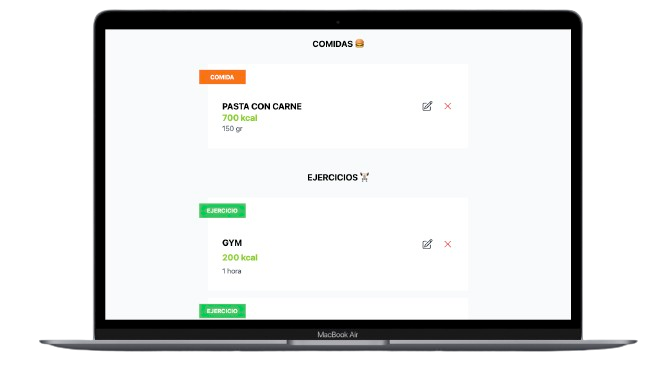 COMIDAS 🍔
COMIDA
PASTA CON CARNE
700 kcal
150 gr
EJERCICIOS 🏋
EJERCICIO
GYM
200 kcal
1 hora
EJERCICIO
MacBook Air